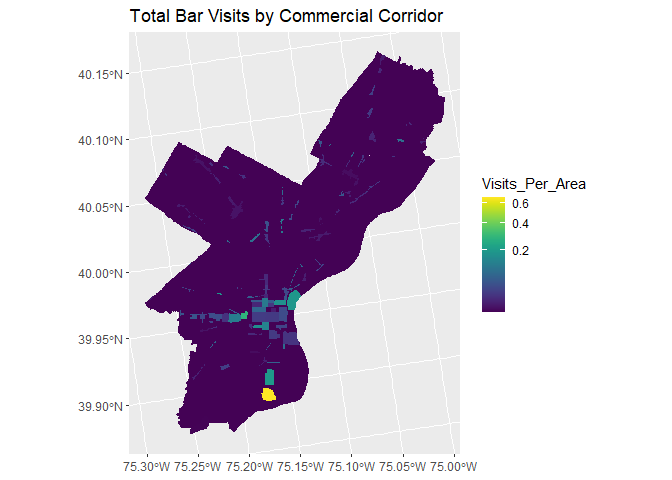 Total Bar Visits by Commercial Corridor
40.15°N
40.10°N
40.05°N
40.00°N
39.95°N
39.90°N
75.30°W 75.25°W 75.20°W 75.15°W 75.10°W 75.05°W 75.00°W
Visits_Per_Area
0.6
0.4
0.2